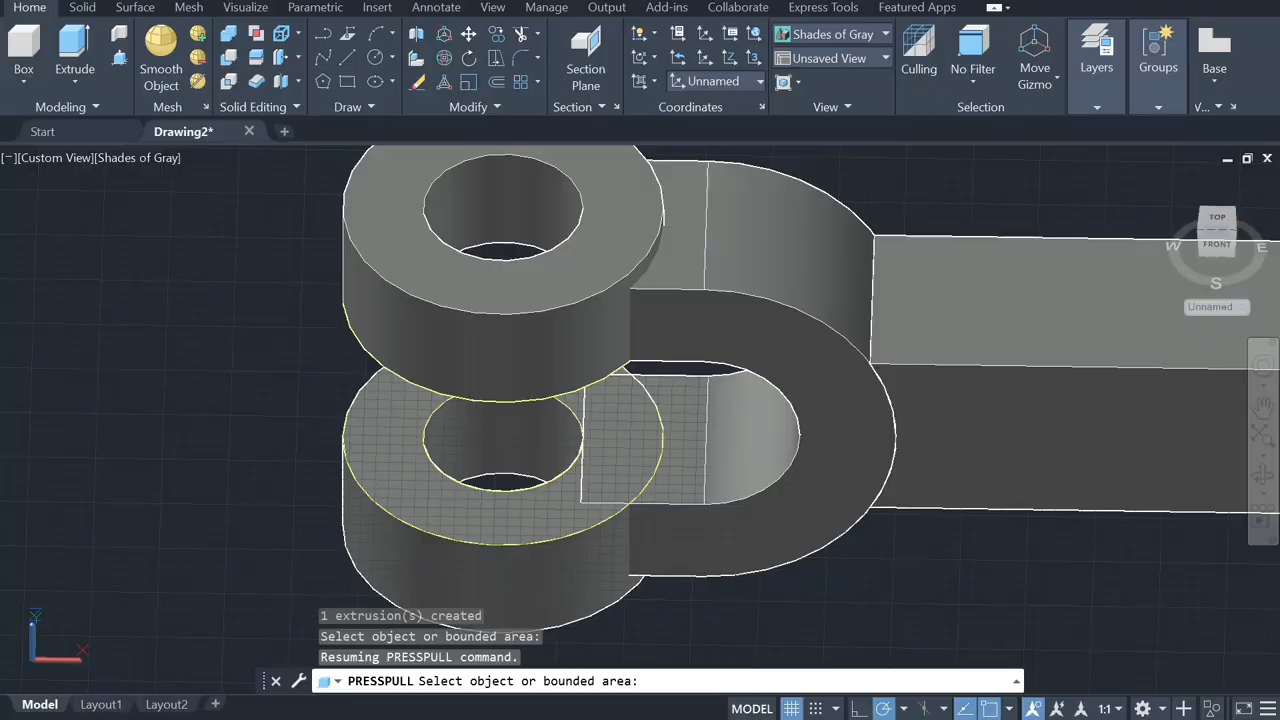 Home Solid Surface Mesh Visualize Parametric Insert Annotate View Manage Output Add-ins Collaborate Express Tools Featured Apps
Shades of Gray
Unsaved View
Unnamed
Box Extrude Smooth Object Section Plane Culling No Filter Move Gizmo Layers Groups Base
Modeling Mesh Solid Editing Draw Modify Section Coordinates View Selection V...
Start Drawing2*
[−][Custom View][Shades of Gray]
TOP
W FRONT E
S
Unnamed
1 extrusion(s) created
Select object or bounded area:
Resuming PRESSPULL command.
Y
X
PRESSPULL Select object or bounded area:
Model Layout1 Layout2 MODEL 1:1